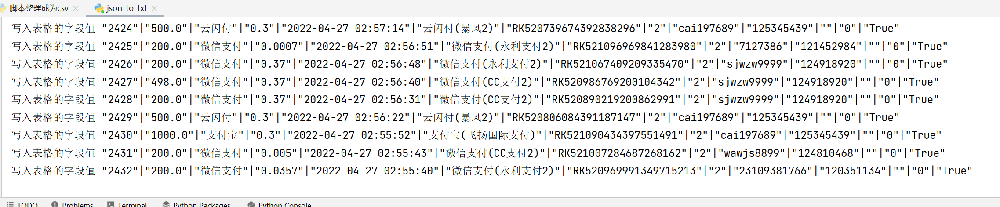 脚本整理成为csv × json_to_txt ×
写入表格的字段值 "2424"|"500.0"|"云闪付"|"0.3"|"2022-04-27 02:57:14"|"云闪付(暴风2)"|"RK520739674392838296"|"2"|"cai197689"|"125345439"|""|"0"|"True"
写入表格的字段值 "2425"|"200.0"|"微信支付"|"0.0007"|"2022-04-27 02:56:51"|"微信支付(永利支付2)"|"RK521096969841283980"|"2"|"7127386"|"121452984"|""|"0"|"True"
写入表格的字段值 "2426"|"200.0"|"微信支付"|"0.37"|"2022-04-27 02:56:48"|"微信支付(永利支付2)"|"RK521067409209335470"|"2"|"sjwzw9999"|"124918920"|""|"0"|"True"
写入表格的字段值 "2427"|"498.0"|"微信支付"|"0.37"|"2022-04-27 02:56:40"|"微信支付(CC支付2)"|"RK520986769200104342"|"2"|"sjwzw9999"|"124918920"|""|"0"|"True"
写入表格的字段值 "2428"|"200.0"|"微信支付"|"0.37"|"2022-04-27 02:56:31"|"微信支付(CC支付2)"|"RK520890219200862991"|"2"|"sjwzw9999"|"124918920"|""|"0"|"True"
写入表格的字段值 "2429"|"500.0"|"云闪付"|"0.3"|"2022-04-27 02:56:22"|"云闪付(暴风2)"|"RK520806084391187147"|"2"|"cai197689"|"125345439"|""|"0"|"True"
写入表格的字段值 "2430"|"1000.0"|"支付宝"|"0.3"|"2022-04-27 02:55:52"|"支付宝(飞扬国际支付)"|"RK521090434397551491"|"2"|"cai197689"|"125345439"|""|"0"|"True"
写入表格的字段值 "2431"|"200.0"|"微信支付"|"0.005"|"2022-04-27 02:55:43"|"微信支付(CC支付2)"|"RK521007284687268162"|"2"|"wawjs8899"|"124810468"|""|"0"|"True"
写入表格的字段值 "2432"|"200.0"|"微信支付"|"0.0357"|"2022-04-27 02:55:40"|"微信支付(永利支付2)"|"RK520969991349715213"|"2"|"23109381766"|"120351134"|""|"0"|"True"
TODO Problems Terminal Python Packages Python Console